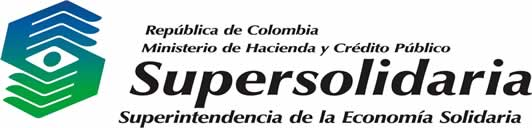 República de Colombia
Ministerio de Hacienda y Crédito Público
Supersolidaria
Superintendencia de la Economía Solidaria